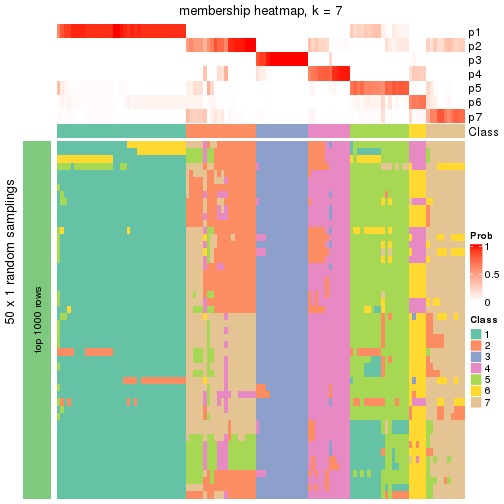 membership heatmap, k = 7
p1
p2
p3
p4
p5
p6
p7
Class
50 x 1 random samplings
top 1000 rows
Prob
1
0.5
0
Class
1
2
3
4
5
6
7